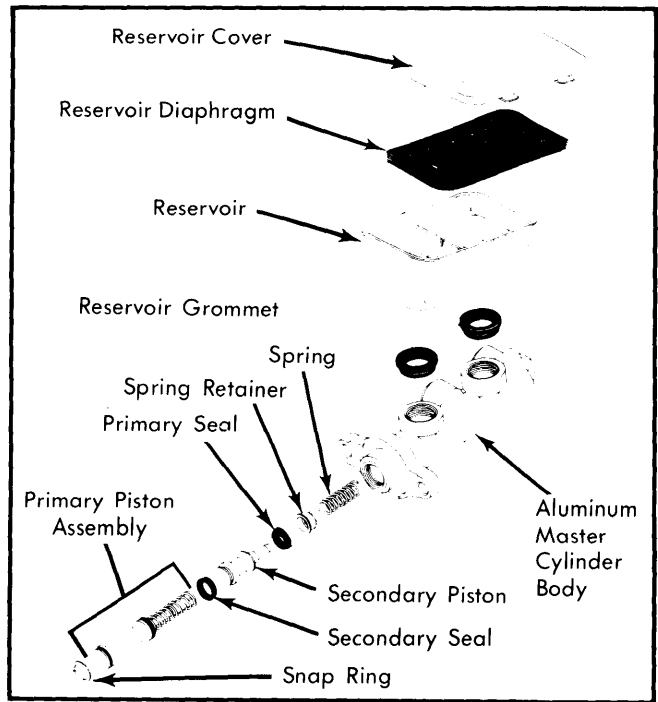 Reservoir Cover
Reservoir Diaphragm
Reservoir
Reservoir Grommet
Spring
Spring Retainer
Primary Seal
Primary Piston
Assembly
Aluminum
Master
Cylinder
Body
Secondary Piston
Secondary Seal
Snap Ring